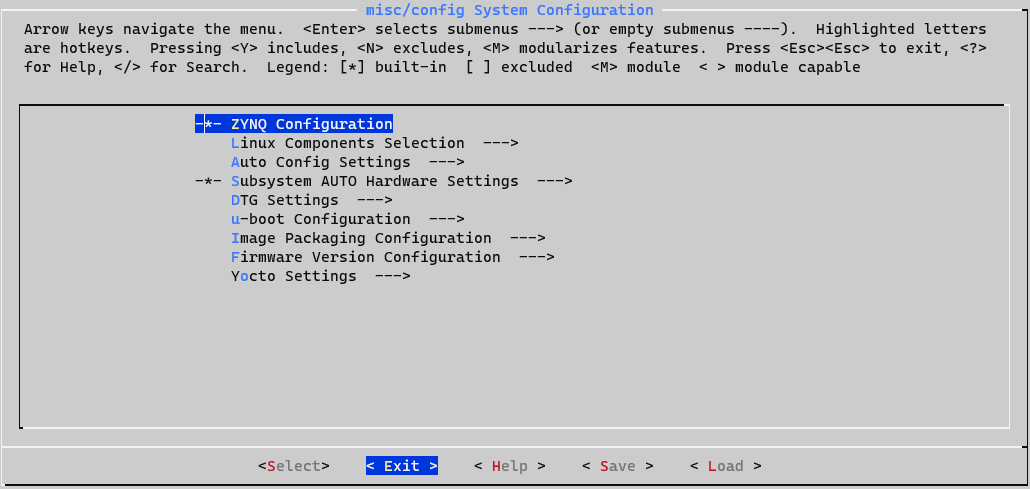 misc/config System Configuration
Arrow keys navigate the menu.  <Enter> selects submenus ---> (or empty submenus ----).  Highlighted letters
are hotkeys.  Pressing <Y> includes, <N> excludes, <M> modularizes features.  Press <Esc><Esc> to exit, <?>
for Help, </> for Search.  Legend: [*] built-in  [ ] excluded  <M> module  < > module capable
-*- ZYNQ Configuration
Linux Components Selection  --->
Auto Config Settings  --->
-*- Subsystem AUTO Hardware Settings  --->
DTG Settings  --->
u-boot Configuration  --->
Image Packaging Configuration  --->
Firmware Version Configuration  --->
Yocto Settings  --->
<Select>    < Exit >    < Help >    < Save >    < Load >